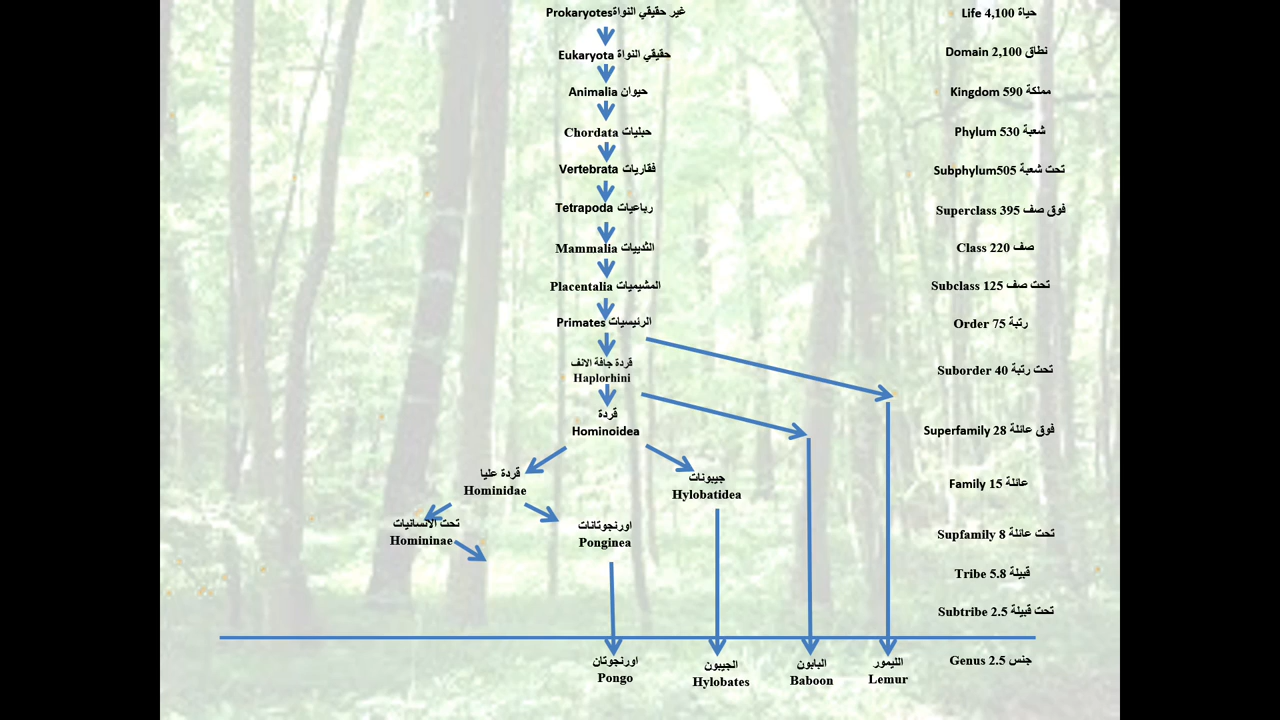 Prokaryotesغير حقيقي النواة
Life 4,100 حياة
Eukaryota حقيقي النواة
Domain 2,100 نطاق
Animalia حيوان
Kingdom 590 مملكة
Chordata حبليات
Phylum 530 شعبة
Vertebrata فقاريات
Subphylum505 تحت شعبة
Tetrapoda رباعيات
Superclass 395 فوق صف
Mammalia الثدييات
Class 220 صف
Placentalia المشيميات
Subclass 125 تحت صف
Primates الرئيسيات
Order 75 رتبة
قردة جافة الانف
Haplorhini
Suborder 40 تحت رتبة
قردة
Hominoidea
Superfamily 28 فوق عائلة
قردة عليا
Hominidae
جيبونات
Hylobatidea
Family 15 عائلة
تحت الانسانيات
Homininae
اورنجوتانات
Ponginea
Supfamily 8 تحت عائلة
Tribe 5.8 قبيلة
Subtribe 2.5 تحت قبيلة
اورنجوتان
Pongo
الجيبون
Hylobates
البابون
Baboon
الليمور
Lemur
Genus 2.5 جنس